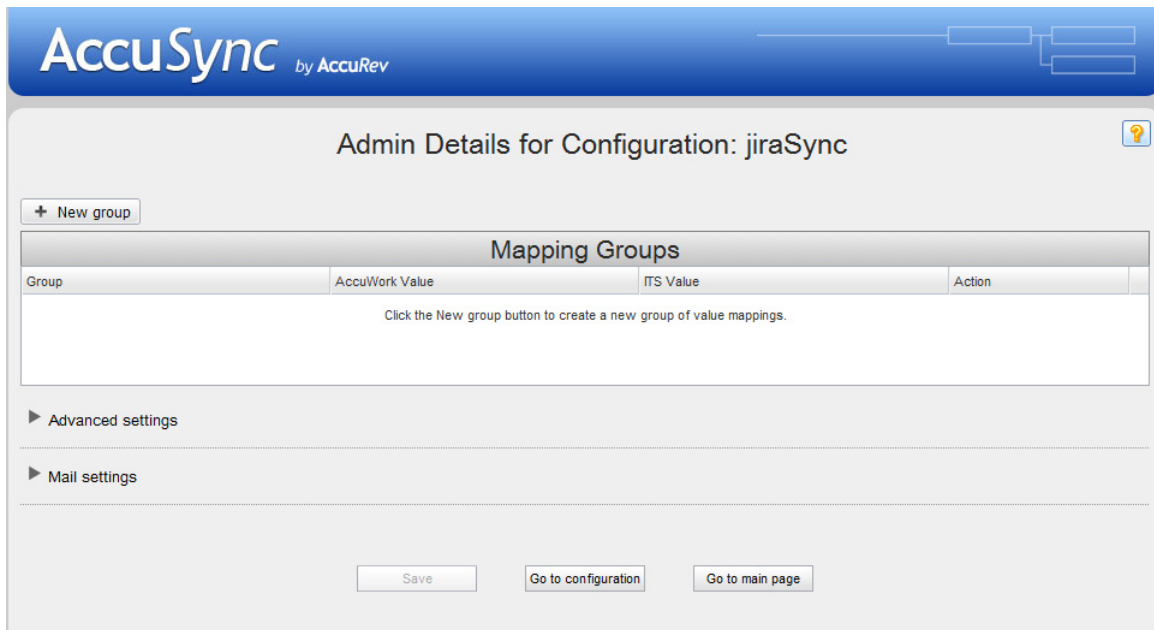 AccuSync by AccuRev
Admin Details for Configuration: jiraSync
?
+ New group
Mapping Groups
Group AccuWork Value ITS Value Action
Click the New group button to create a new group of value mappings.
Advanced settings
Mail settings
Save Go to configuration Go to main page